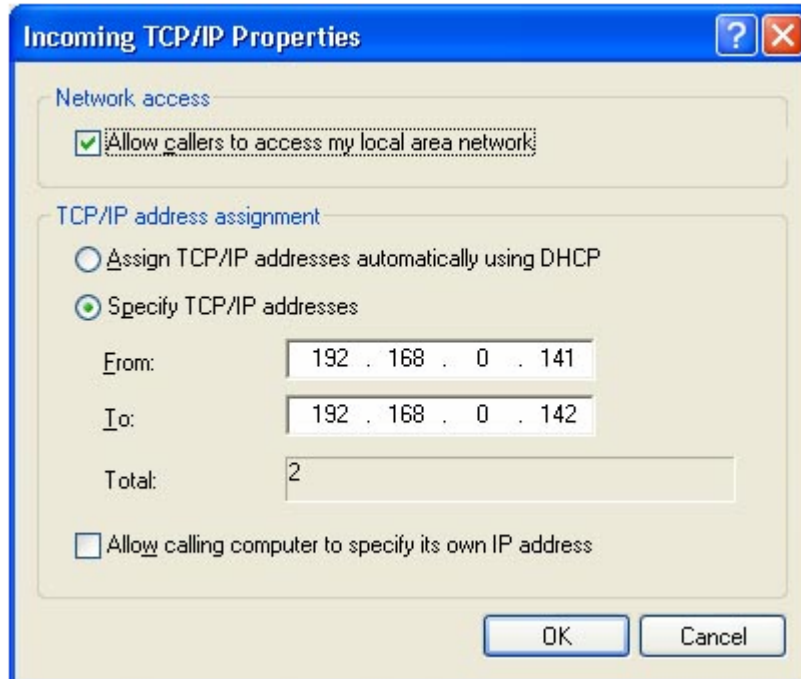 Incoming TCP/IP Properties
Network access
Allow callers to access my local area network
TCP/IP address assignment
Assign TCP/IP addresses automatically using DHCP
Specify TCP/IP addresses
From: 192 . 168 . 0 . 141
To: 192 . 168 . 0 . 142
Total: 2
Allow calling computer to specify its own IP address
OK Cancel